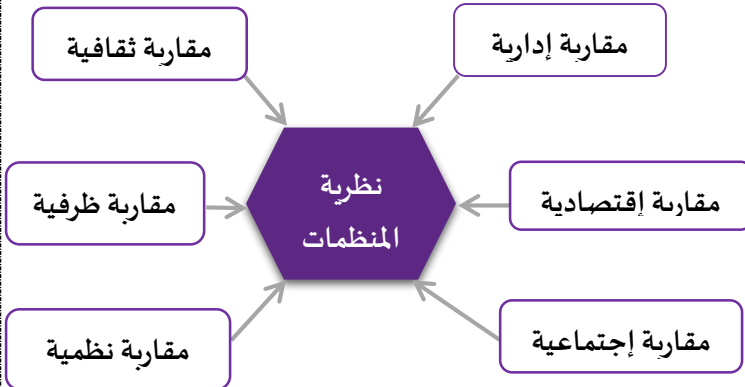 مقاربة إدارية
مقاربة ثقافية
نظرية
المنظمات
مقاربة إقتصادية
مقاربة ظرفية
مقاربة إجتماعية
مقاربة نظمية